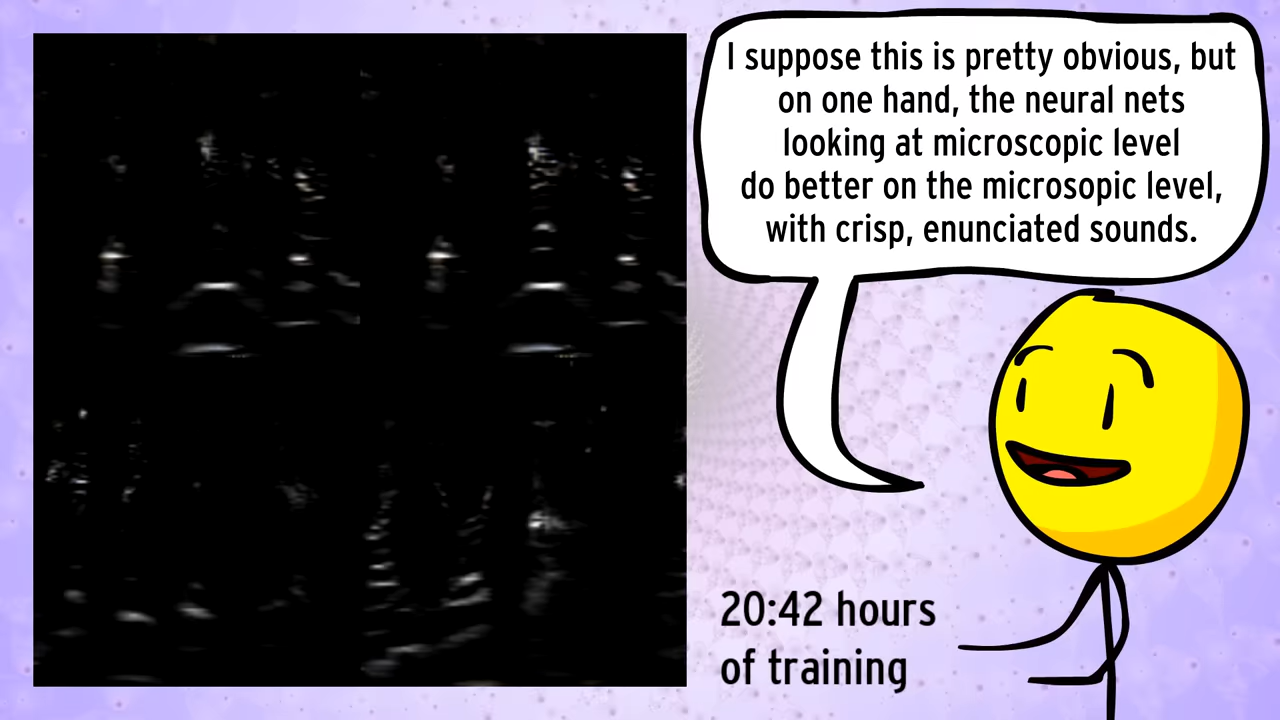 I suppose this is pretty obvious, but
on one hand, the neural nets
looking at microscopic level
do better on the microsopic level,
with crisp, enunciated sounds.
20:42 hours
of training